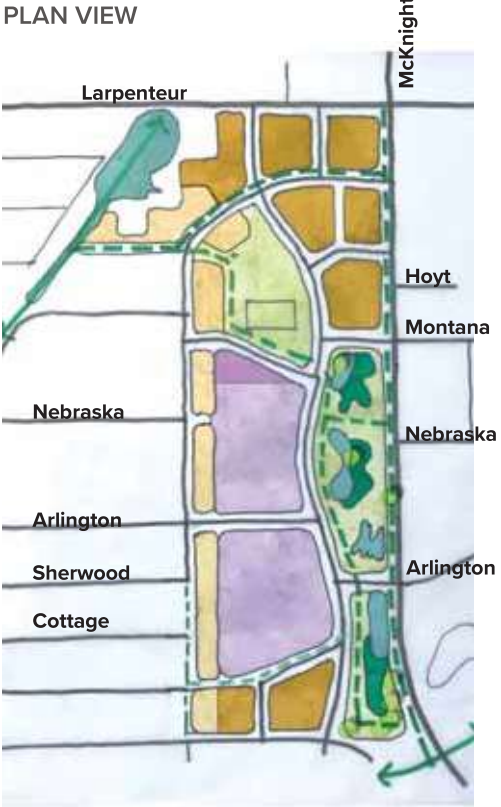 PLAN VIEW
McKnight
Larpenteur
Hoyt
Montana
Nebraska
Nebraska
Arlington
Sherwood
Arlington
Cottage